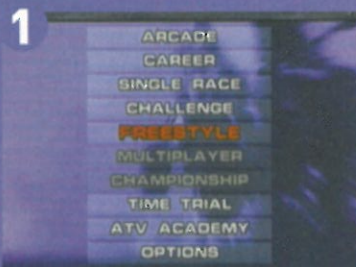 1
ARCADE
CAREER
SINGLE RACE
CHALLENGE
FREESTYLE
MULTIPLAYER
CHAMPIONSHIP
TIME TRIAL
ATV ACADEMY
OPTIONS